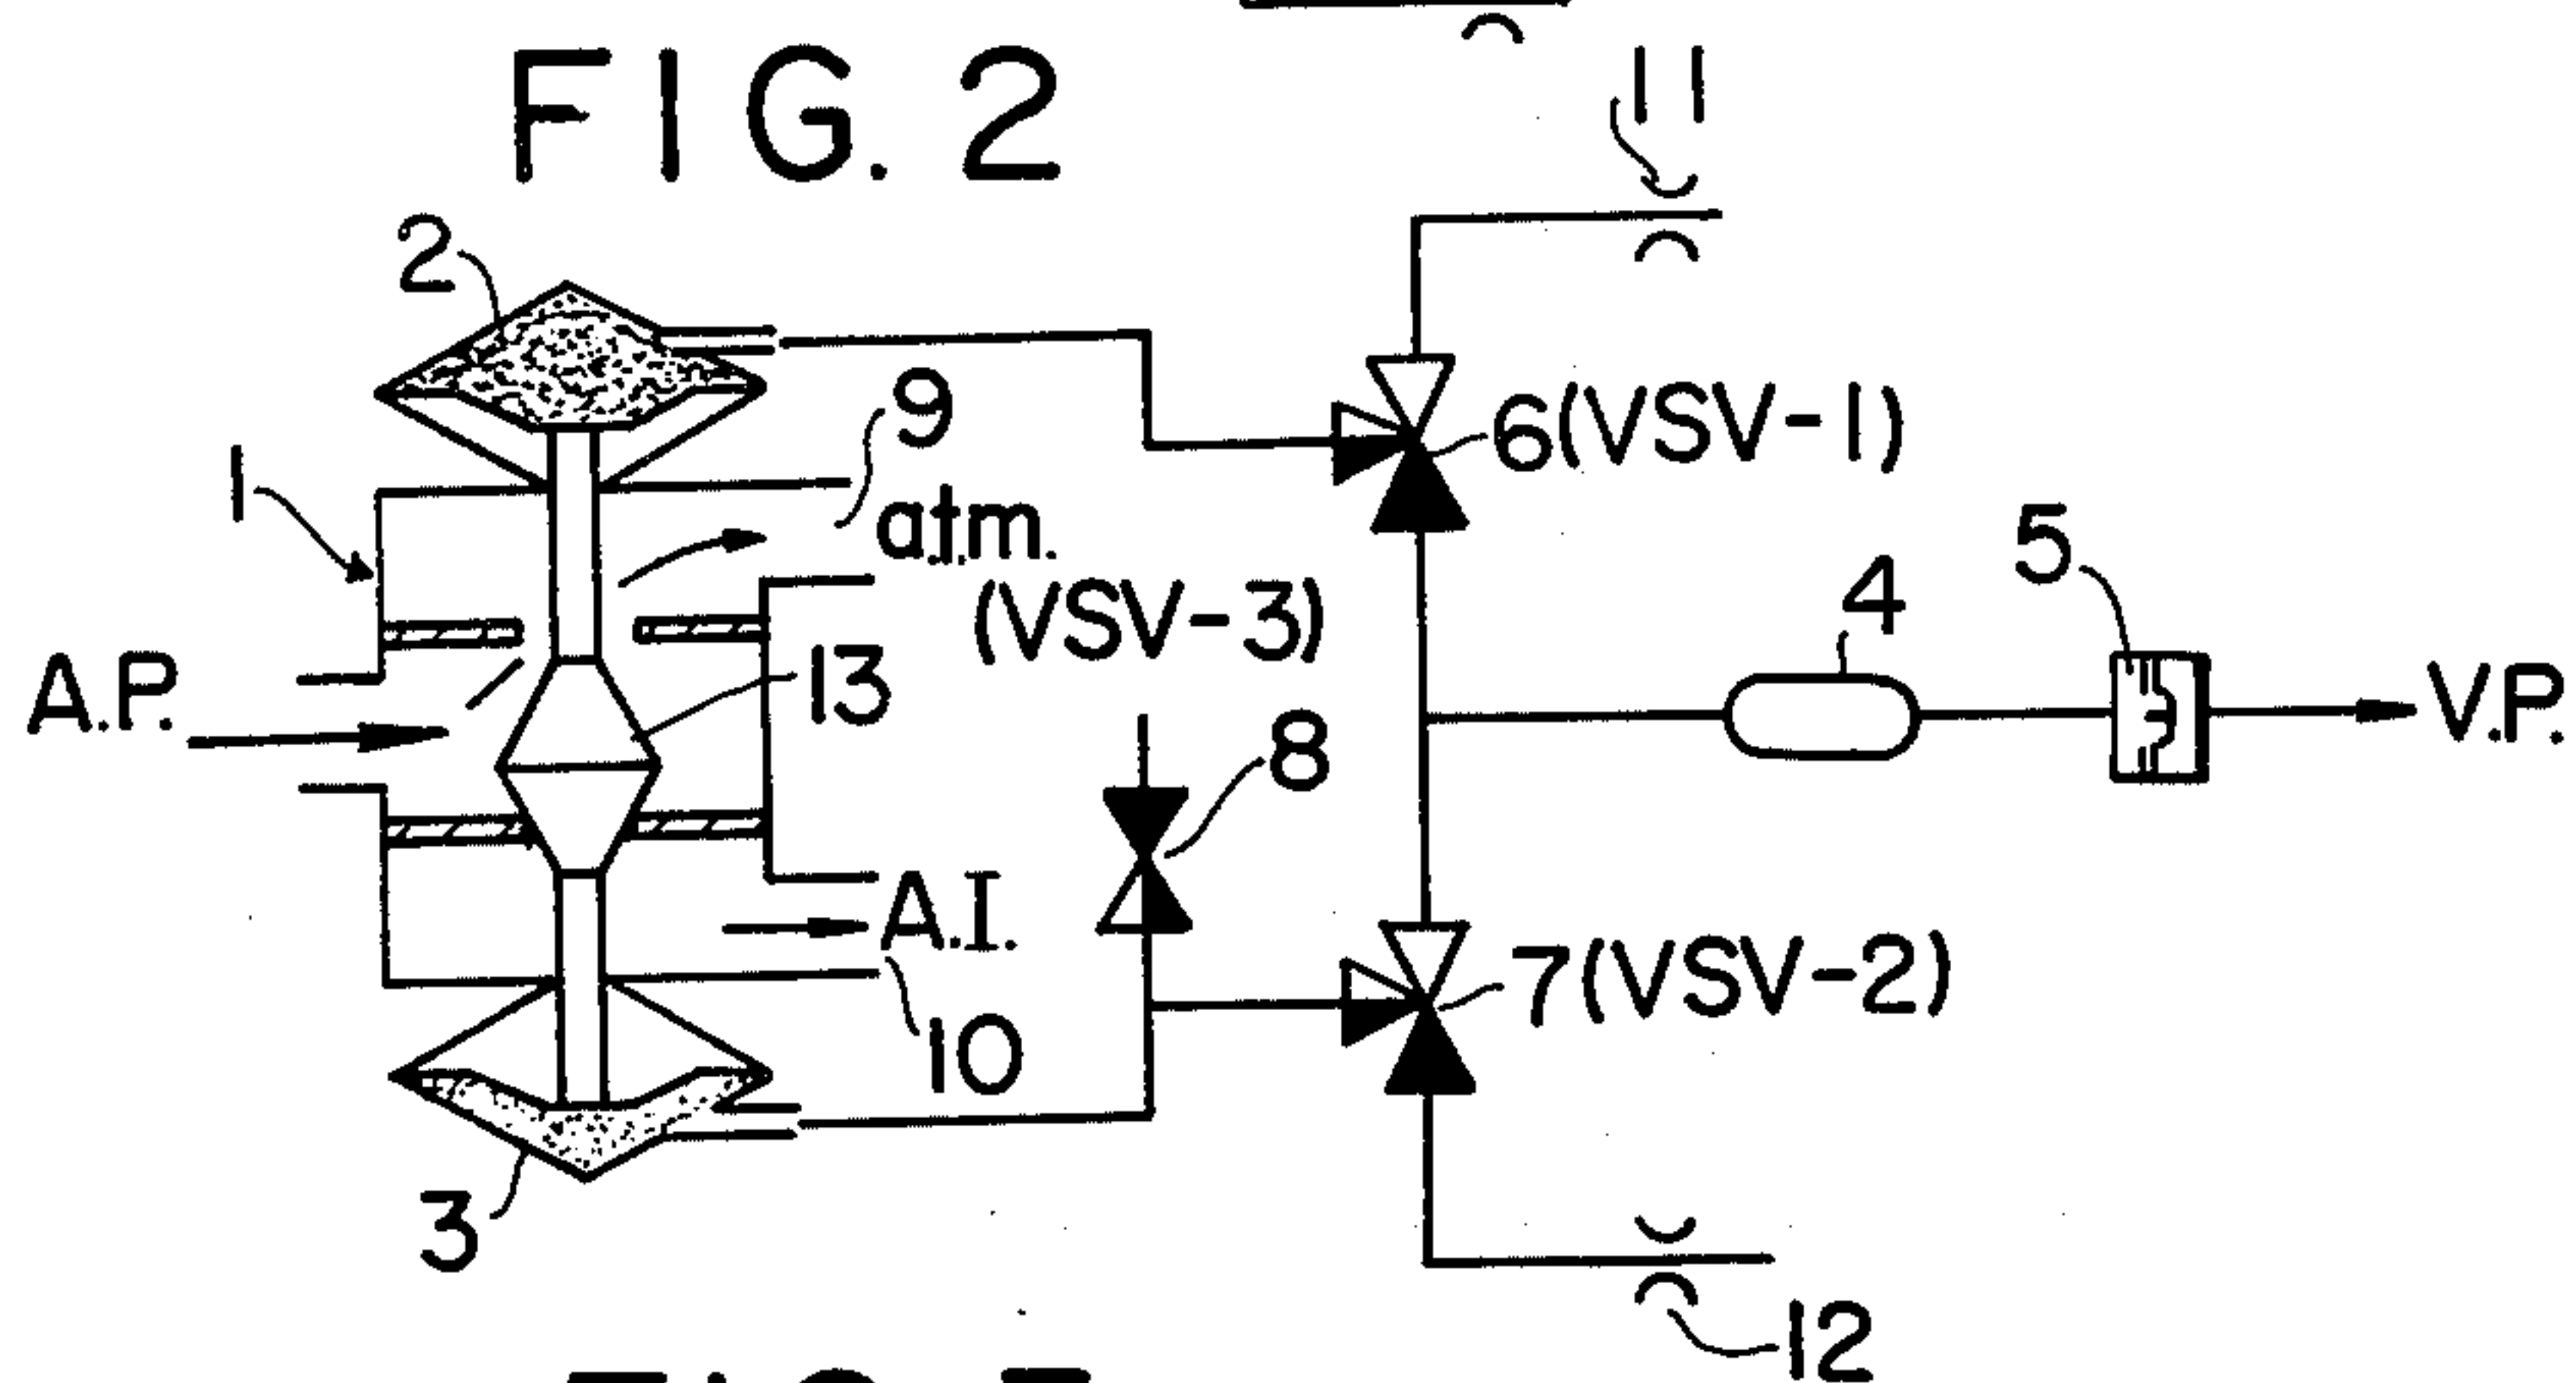 FIG. 2
11
2
9
6(VSV-1)
1
atm.
5
4
(VSV-3)
A.P.
13
V.P.
8
A.I.
7(VSV-2)
10
3
12